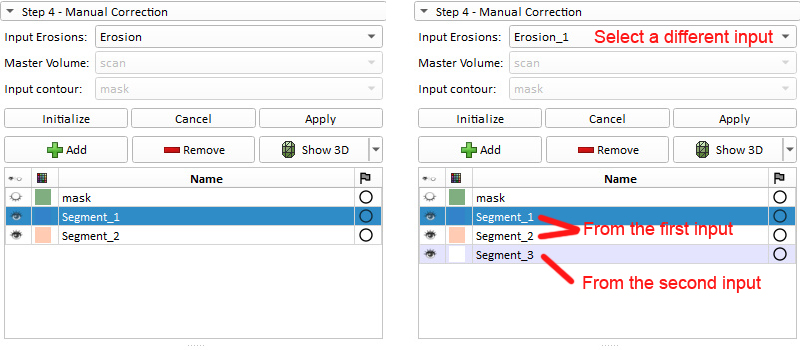 Step 4 - Manual Correction
Input Erosions: Erosion
Master Volume: scan
Input contour: mask
Initialize Cancel Apply
Add Remove Show 3D
Name
mask
Segment_1
Segment_2
Step 4 - Manual Correction
Input Erosions: Erosion_1 Select a different input
Master Volume: scan
Input contour: mask
Initialize Cancel Apply
Add Remove Show 3D
Name
mask
Segment_1
Segment_2
From the first input
Segment_3
From the second input